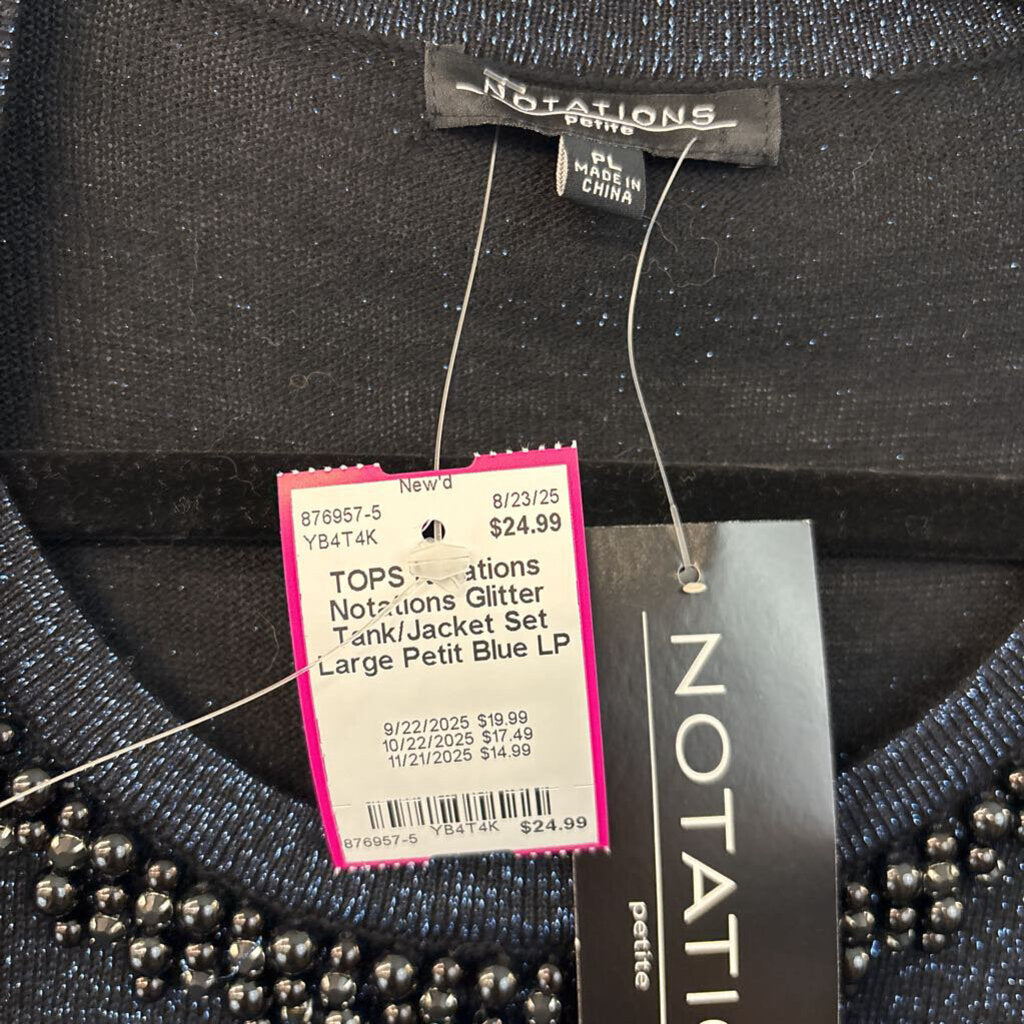 NOTATIONS
petite
PL
MADE IN
CHINA
New'd
876957-5
8/23/25
YB4T4K
$24.99
TOPS ations
Notations Glitter
Tank/Jacket Set
Large Petit Blue LP
9/22/2025 $19.99
10/22/2025 $17.49
11/21/2025 $14.99
876957-5 YB4T4K $24.99
NOTATI
petite